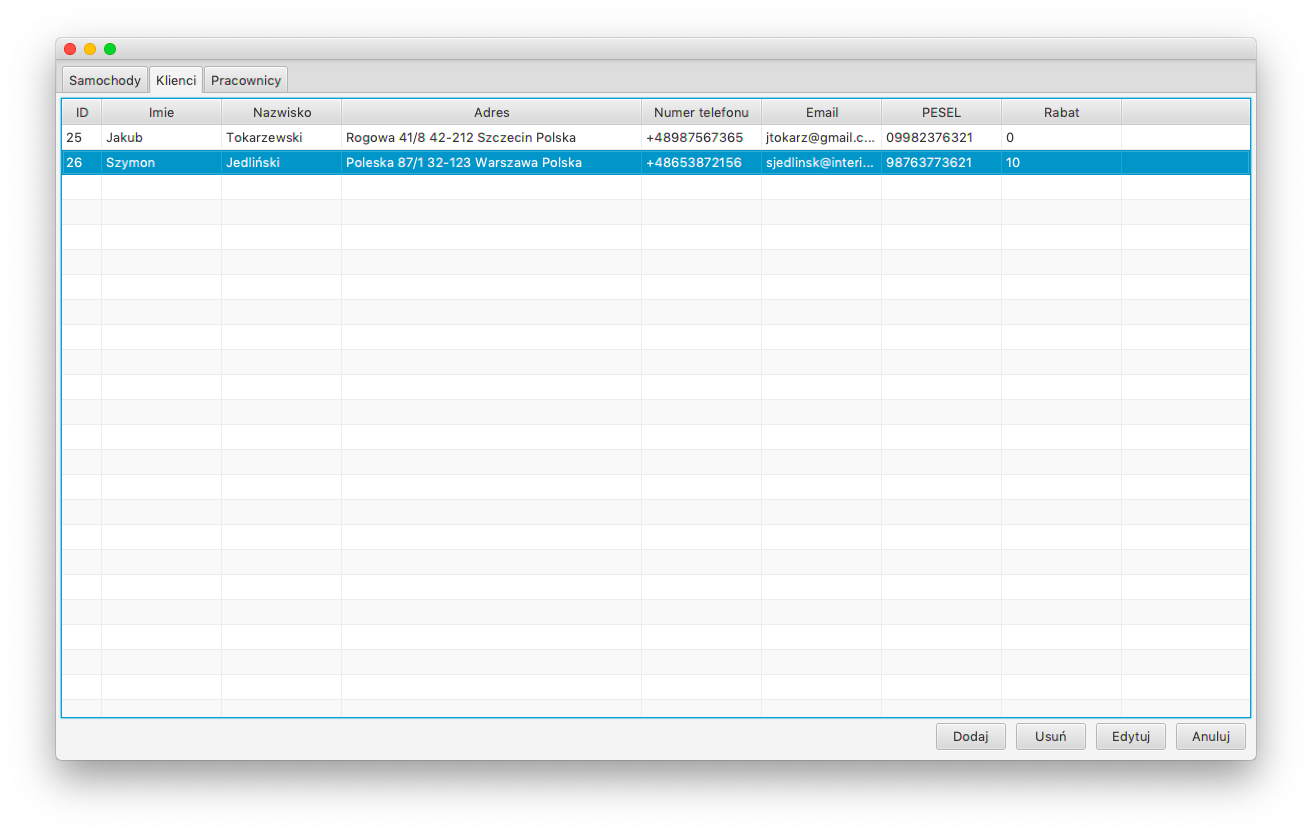 Samochody Klienci Pracownicy
ID Imie Nazwisko Adres Numer telefonu Email PESEL Rabat
25 Jakub Tokarzewski Rogowa 41/8 42-212 Szczecin Polska +48987567365 jtokarz@gmail.c... 09982376321 0
26 Szymon Jedliński Poleska 87/1 32-123 Warszawa Polska +48653872156 sjedlinsk@interi... 98763773621 10
Dodaj Usuń Edytuj Anuluj